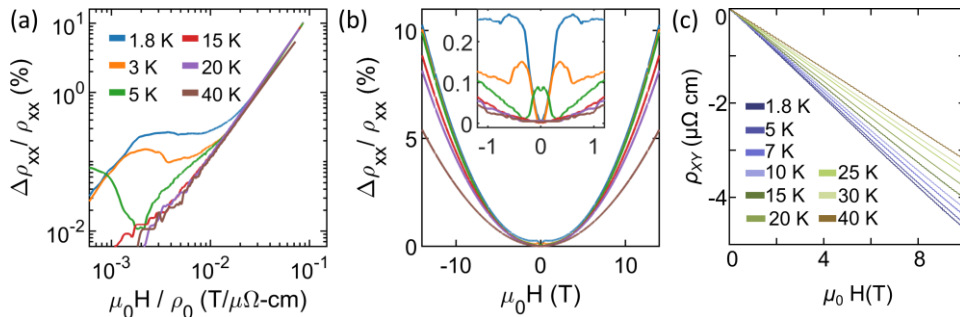 (a)
Δρxx/ ρxx (%)
10¹
10⁰
10⁻²
10⁻³
10⁻²
10⁻¹
μ₀H / ρ₀ (T/μΩ-cm)
1.8 K
3 K
5 K
15 K
20 K
40 K
(b)
Δρxx/ ρxx (%)
10
5
0
-10
0
10
μ₀H (T)
0.2
0.1
0
-1
0
1
(c)
ρXY (μΩ cm)
0
-2
-4
0
4
8
μ₀ H(T)
1.8 K
5 K
7 K
10 K
15 K
20 K
25 K
30 K
40 K